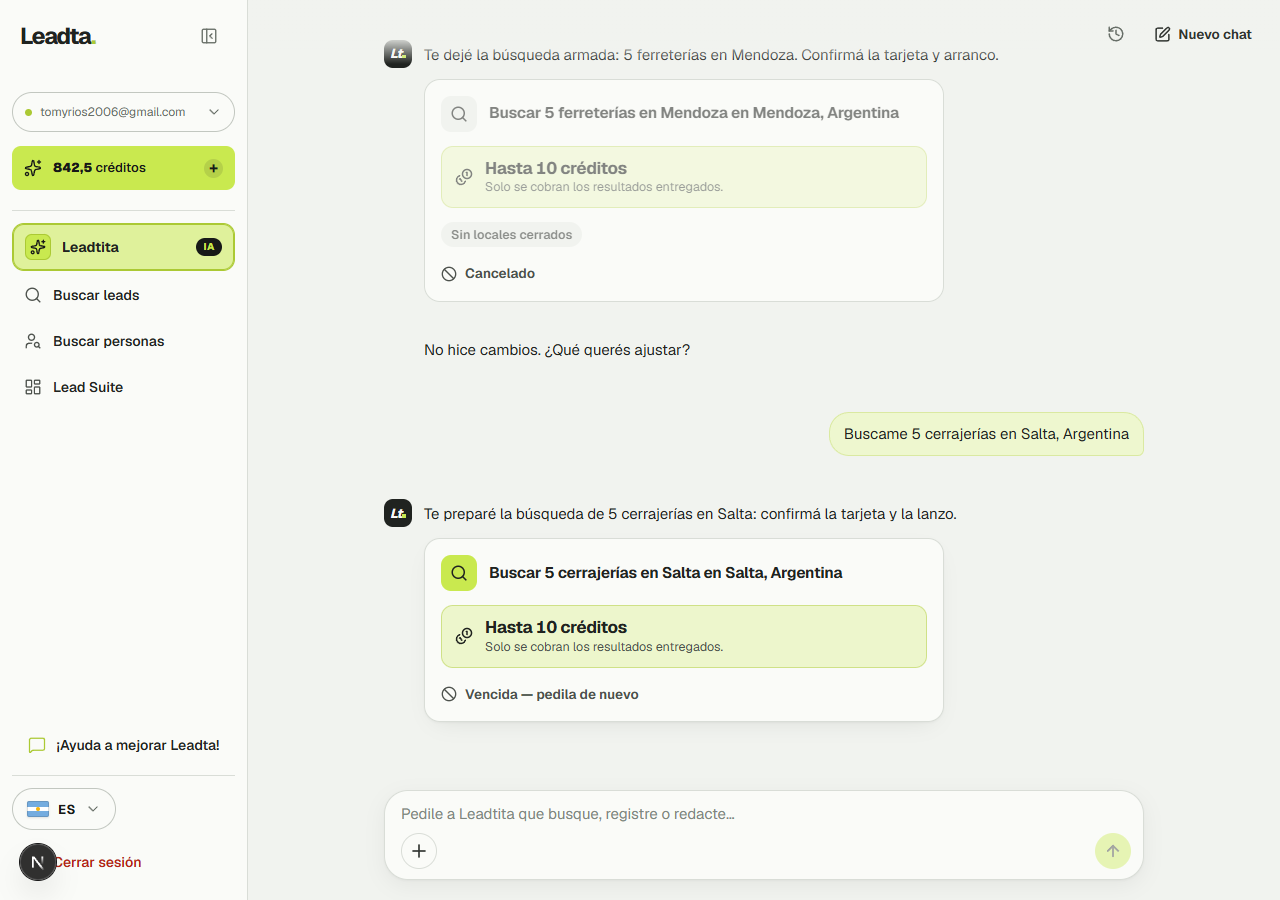 Leadta.
tomyrios2006@gmail.com
842,5 créditos
Leadtita IA
Buscar leads
Buscar personas
Lead Suite
¡Ayuda a mejorar Leadta!
ES
N
Cerrar sesión
Nuevo chat
Lt. Te dejé la búsqueda armada: 5 ferreterías en Mendoza. Confirmá la tarjeta y arranco.
Buscar 5 ferreterías en Mendoza en Mendoza, Argentina
Hasta 10 créditos
Solo se cobran los resultados entregados.
Sin locales cerrados
Cancelado
No hice cambios. ¿Qué querés ajustar?
Buscame 5 cerrajerías en Salta, Argentina
Lt. Te preparé la búsqueda de 5 cerrajerías en Salta: confirmá la tarjeta y la lanzo.
Buscar 5 cerrajerías en Salta en Salta, Argentina
Hasta 10 créditos
Solo se cobran los resultados entregados.
Vencida — pedila de nuevo
Pedile a Leadtita que busque, registre o redacte…